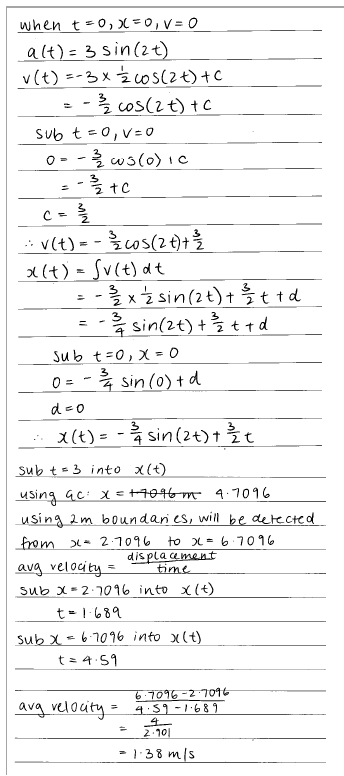 when t=0, x=0, v=0
a(t) = 3 sin(2t)
v(t) = -3 × 1/2 cos(2t) + C
= - 3/2 cos(2t) + C
sub t=0, v=0
0 = - 3/2 cos(0) + C
= - 3/2 + C
C = 3/2
∴ v(t) = - 3/2 cos(2t) + 3/2
x(t) = ∫v(t) dt
= - 3/2 × 1/2 sin(2t) + 3/2 t + d
= - 3/4 sin(2t) + 3/2 t + d
sub t=0, x=0
0 = - 3/4 sin(0) + d
d=0
∴ x(t) = - 3/4 sin(2t) + 3/2 t
sub t=3 into x(t)
using gc: x = 4.7096
using 2m boundaries, will be detected
from x= 2.7096 to x= 6.7096
avg velocity = displacement/time
sub x=2.7096 into x(t)
t=1.689
sub x=6.7096 into x(t)
t=4.59
avg velocity = (6.7096-2.7096)/(4.59-1.689)
= 4/2.901
= 1.38 m/s